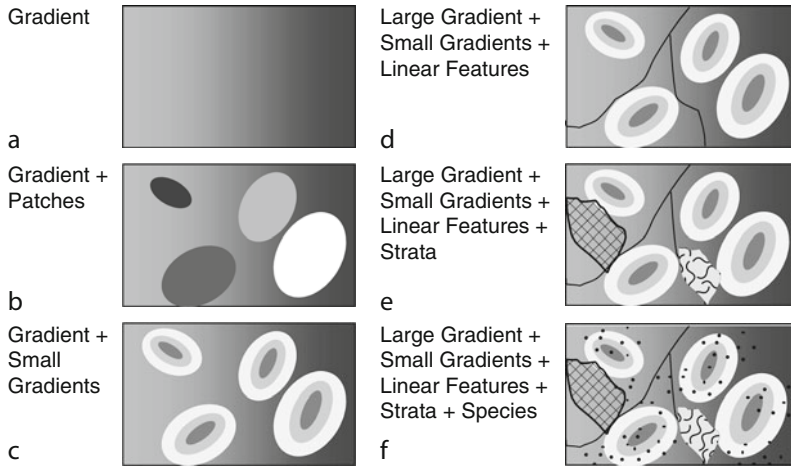 Gradient
a
Gradient +
Patches
b
Gradient +
Small
Gradients
c
Large Gradient +
Small Gradients +
Linear Features
d
Large Gradient +
Small Gradients +
Linear Features +
Strata
e
Large Gradient +
Small Gradients +
Linear Features +
Strata + Species
f